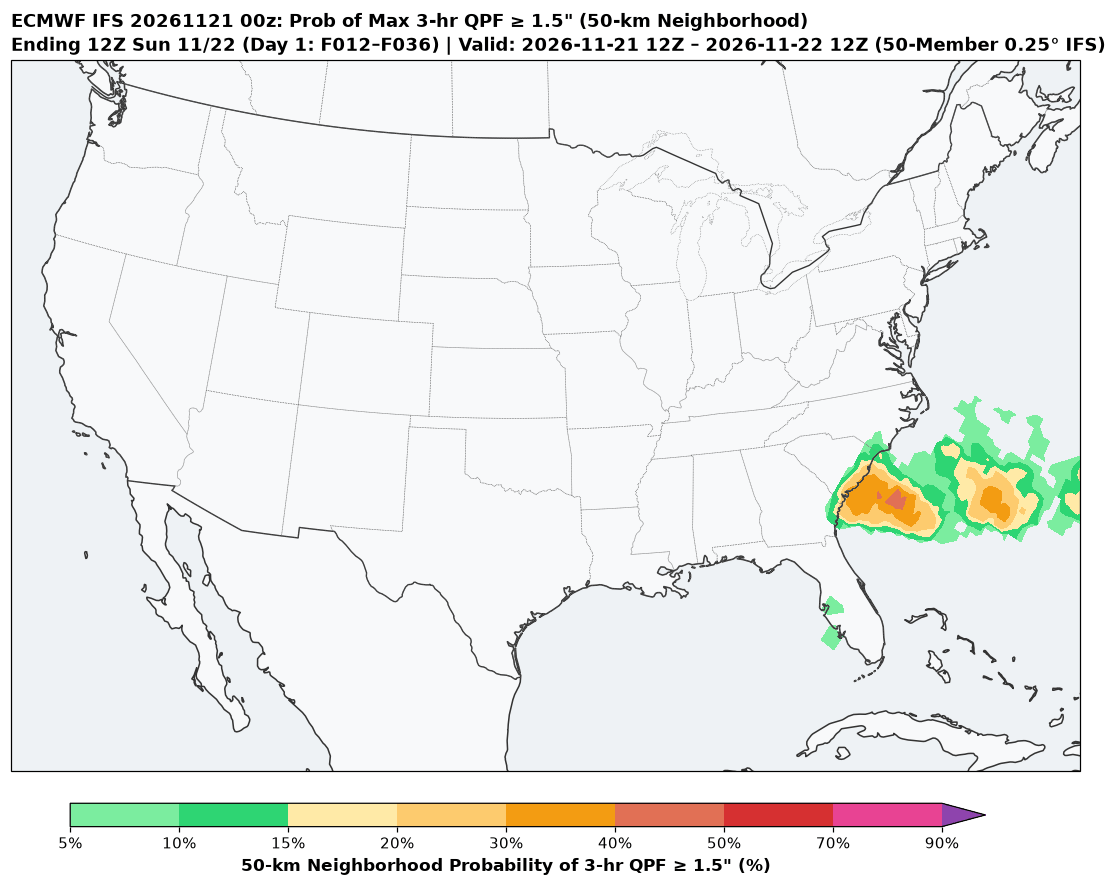 ECMWF IFS 20261121 00z: Prob of Max 3-hr QPF ≥ 1.5" (50-km Neighborhood)
Ending 12Z Sun 11/22 (Day 1: F012–F036) | Valid: 2026-11-21 12Z – 2026-11-22 12Z (50-Member 0.25° IFS)
5% 10% 15% 20% 30% 40% 50% 70% 90%
50-km Neighborhood Probability of 3-hr QPF ≥ 1.5" (%)